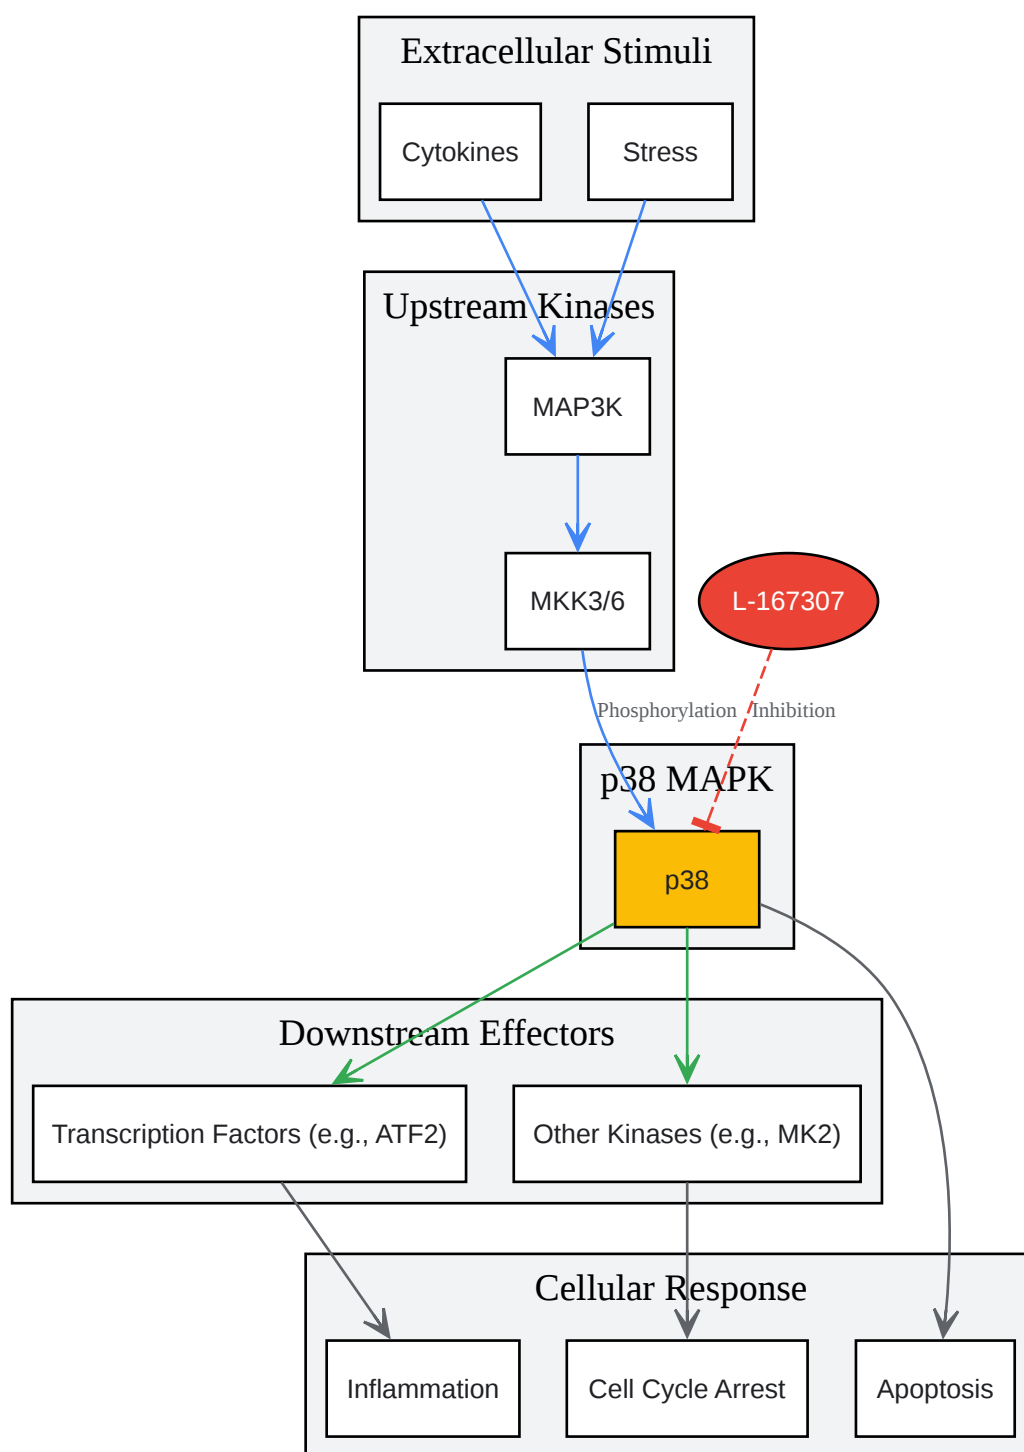 Extracellular Stimuli
Cytokines
Stress
Upstream Kinases
MAP3K
MKK3/6
L-167307
Phosphorylation
Inhibition
p38 MAPK
p38
Downstream Effectors
Transcription Factors (e.g., ATF2)
Other Kinases (e.g., MK2)
Cellular Response
Inflammation
Cell Cycle Arrest
Apoptosis